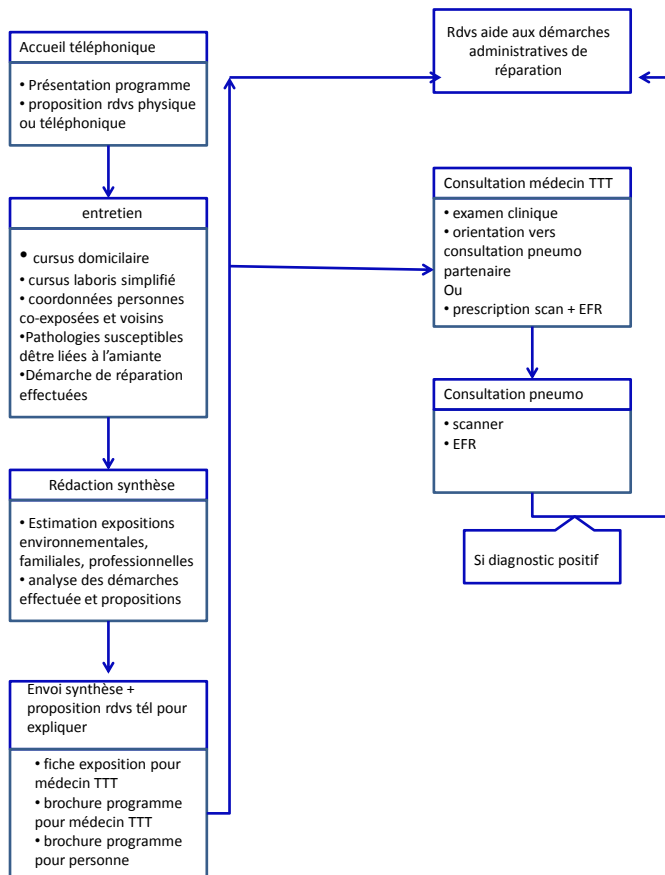 Accueil téléphonique
• Présentation programme
• proposition rdvs physique
ou téléphonique
entretien
• cursus domicilaire
• cursus laboris simplifié
• coordonnées personnes
co-exposées et voisins
•Pathologies susceptibles
dêtre liées à l'amiante
•Démarche de réparation
effectuées
Rédaction synthèse
• Estimation expositions
environnementales,
familiales, professionnelles
• analyse des démarches
effectuée et propositions
Envoi synthèse +
proposition rdvs tél pour
expliquer
• fiche exposition pour
médecin TTT
• brochure programme
pour médecin TTT
• brochure programme
pour personne
Rdvs aide aux démarches
administratives de
réparation
Consultation médecin TTT
• examen clinique
• orientation vers
consultation pneumo
partenaire
Ou
• prescription scan + EFR
Consultation pneumo
• scanner
• EFR
Si diagnostic positif